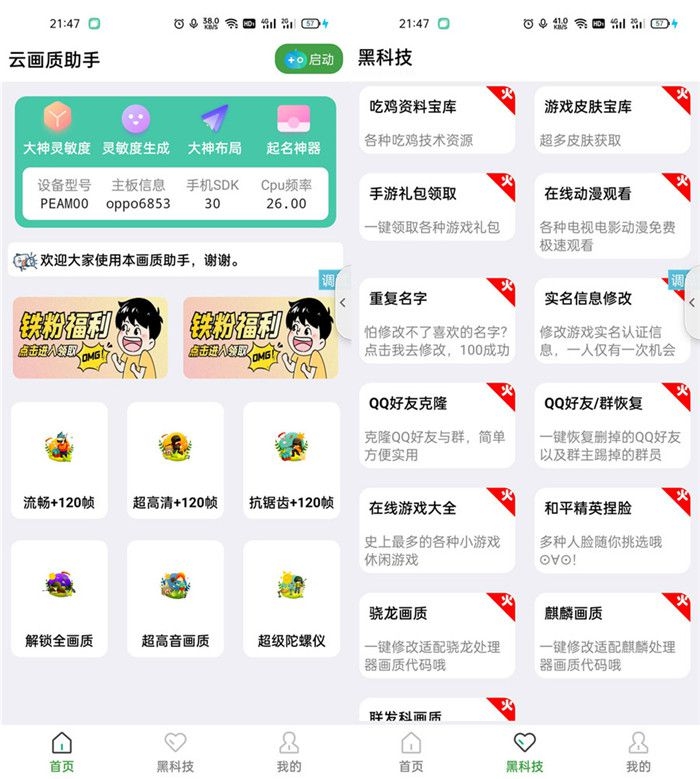 21:47
38.0
KB/S
HD
4G
2G
57
云画质助手
启动
大神灵敏度
灵敏度生成
大神布局
起名神器
设备型号
主板信息
手机SDK
Cpu频率
PEAM00
oppo6853
30
26.00
欢迎大家使用本画质助手，谢谢。
调
铁粉福利
点击进入领取
OMG!
铁粉福利
点击进入领取
OMG!
流畅+120帧
超高清+120帧
抗锯齿+120帧
解锁全画质
超高音画质
超级陀螺仪
首页
黑科技
我的
21:47
41.0
KB/S
HD
4G
2G
57
黑科技
吃鸡资料宝库
火
各种吃鸡技术资源
游戏皮肤宝库
火
超多皮肤获取
手游礼包领取
火
一键领取各种游戏礼包
在线动漫观看
火
各种电视电影动漫免费
极速观看
调
重复名字
火
怕修改不了喜欢的名字?
点击我去修改，100成功
实名信息修改
修改游戏实名认证信
息，一人仅有一次机会
QQ好友克隆
火
克隆QQ好友与群，简单
方便实用
QQ好友/群恢复
火
一键恢复删掉的QQ好友
以及群主踢掉的群员
在线游戏大全
火
史上最多的各种小游戏
休闲游戏
和平精英捏脸
火
多种人脸随你挑选哦
⊙∀⊙！
骁龙画质
火
一键修改适配骁龙处理
器画质代码哦
麒麟画质
火
一键修改适配麒麟处理
器画质代码哦
联发科画质
火
首页
黑科技
我的